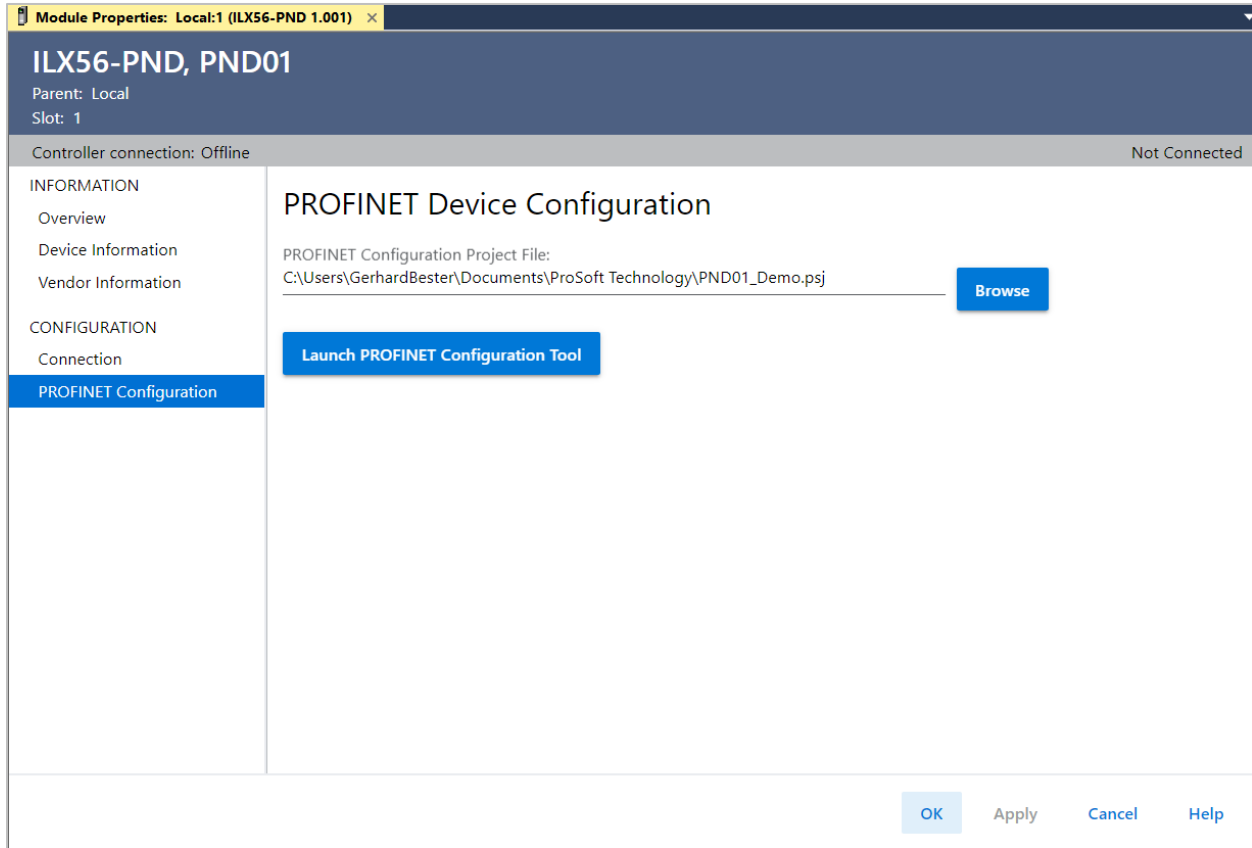 Module Properties: Local:1 (ILX56-PND 1.001) ×
ILX56-PND, PND01
Parent: Local
Slot: 1
Controller connection: Offline
Not Connected
INFORMATION
Overview
Device Information
Vendor Information
CONFIGURATION
Connection
PROFINET Configuration
PROFINET Device Configuration
PROFINET Configuration Project File:
C:\Users\GerhardBester\Documents\ProSoft Technology\PND01_Demo.psj
Browse
Launch PROFINET Configuration Tool
OK Apply Cancel Help